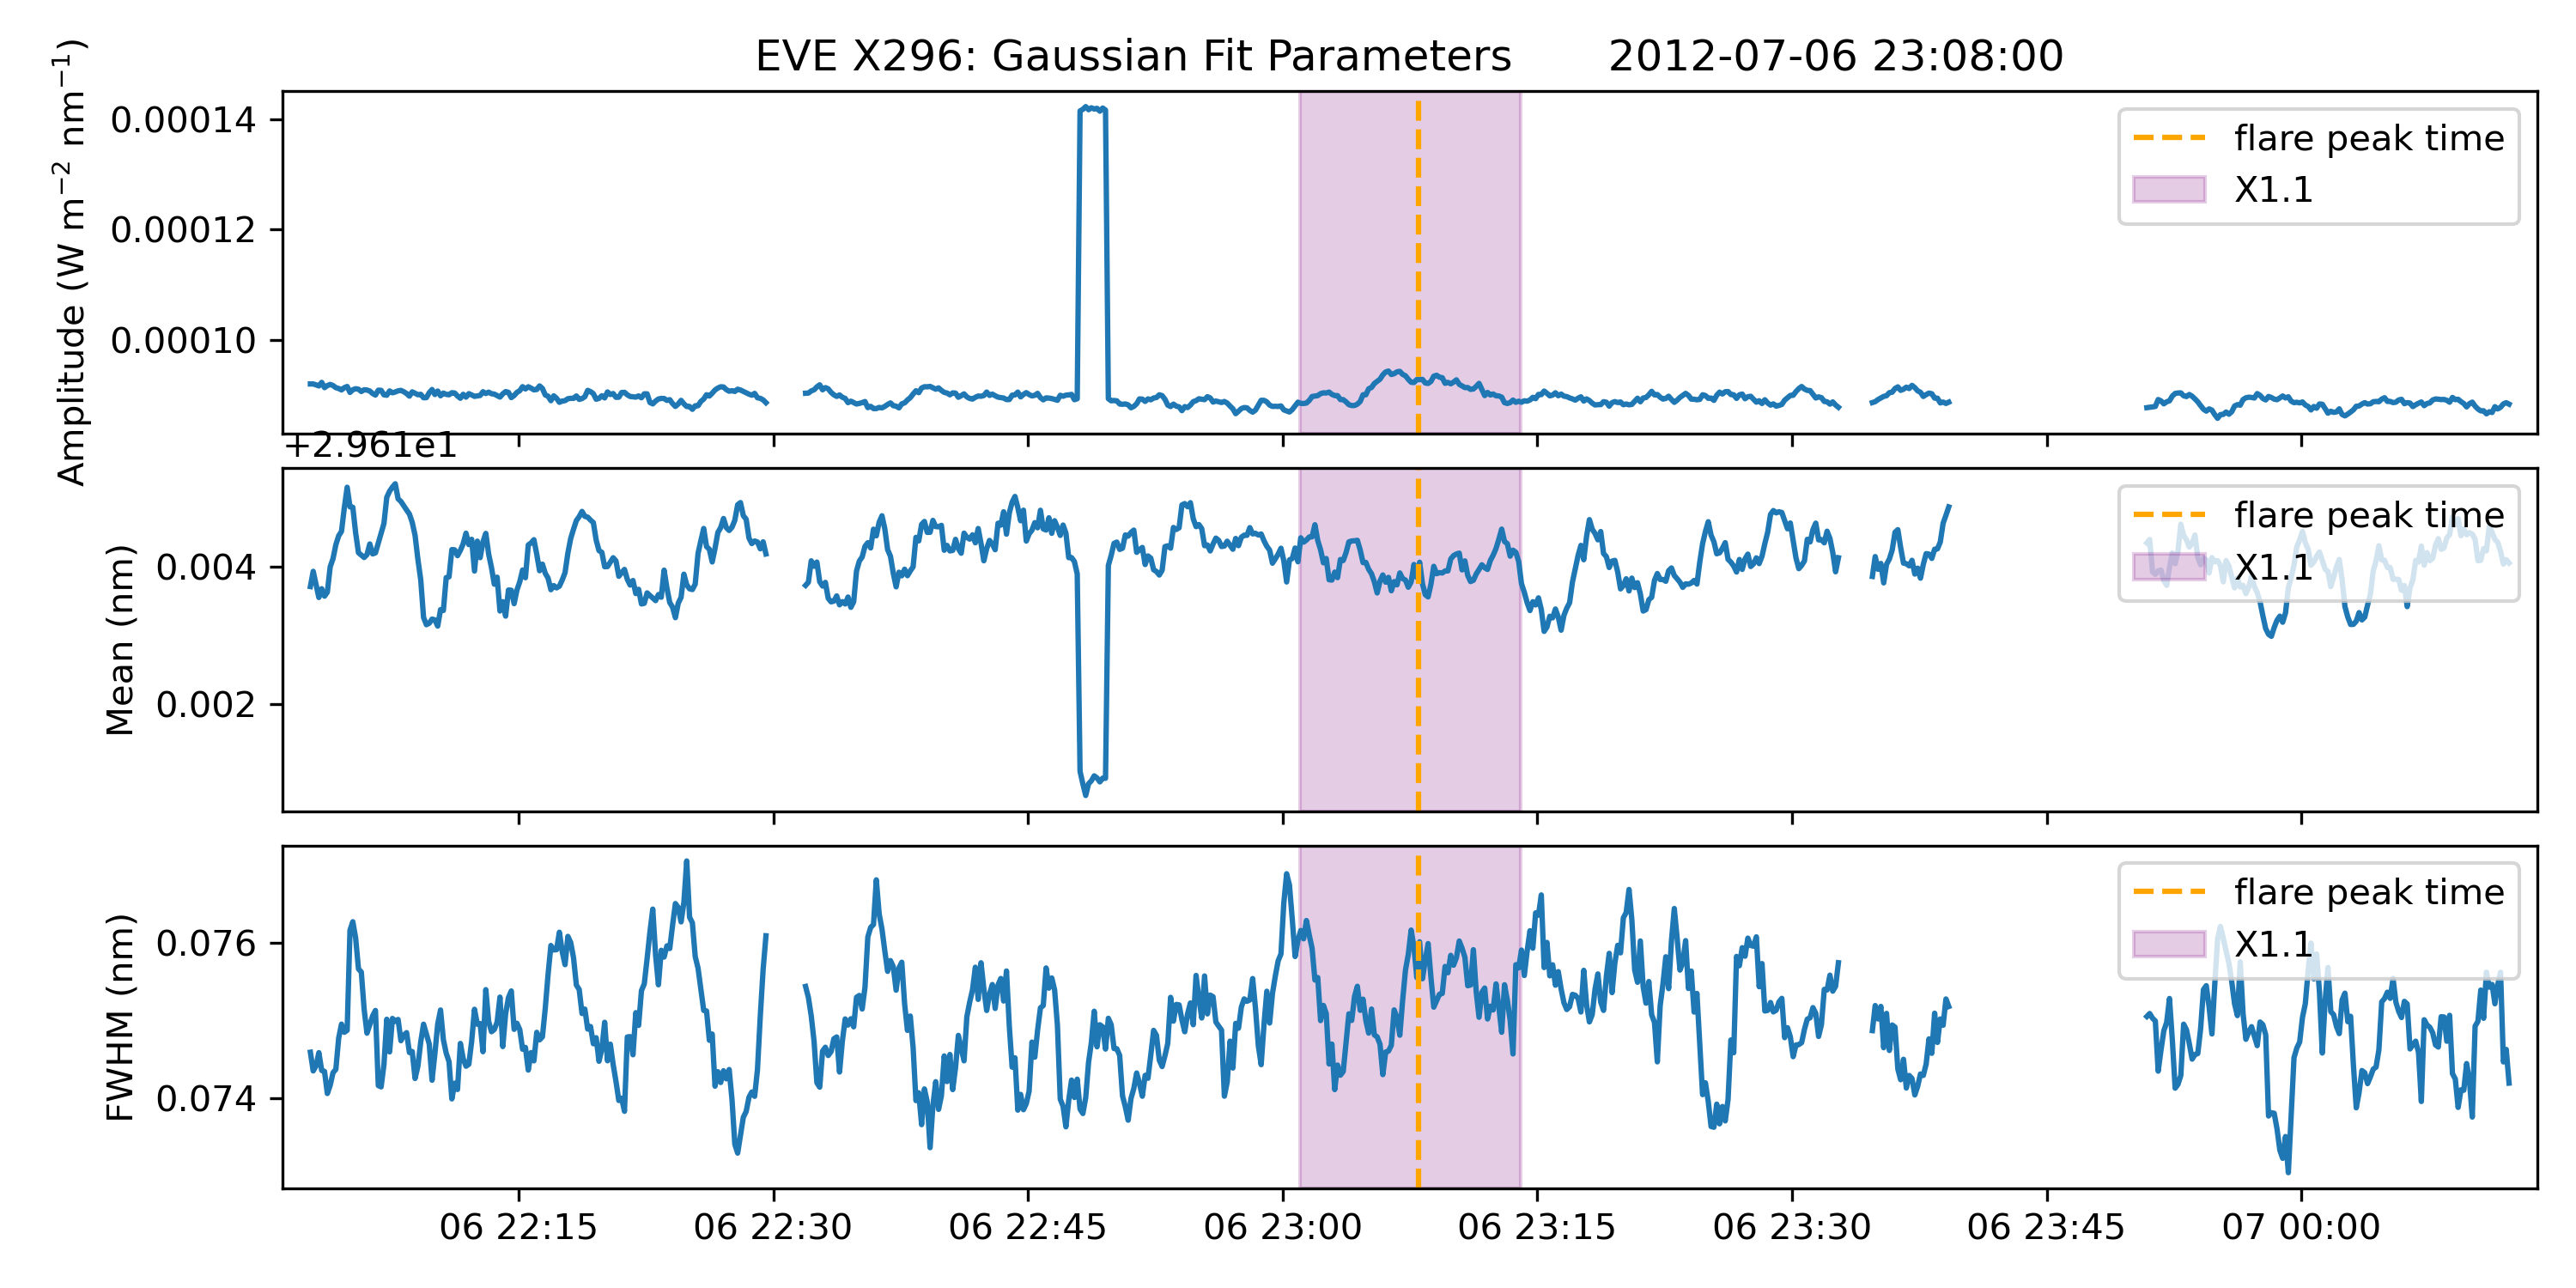 EVE X296: Gaussian Fit Parameters 2012-07-06 23:08:00
Amplitude (W m⁻² nm⁻¹)
0.00014
0.00012
0.00010
flare peak time
X1.1
+2.961e1
Mean (nm)
0.004
0.002
flare peak time
X1.1
FWHM (nm)
0.076
0.074
flare peak time
X1.1
06 22:15 06 22:30 06 22:45 06 23:00 06 23:15 06 23:30 06 23:45 07 00:00